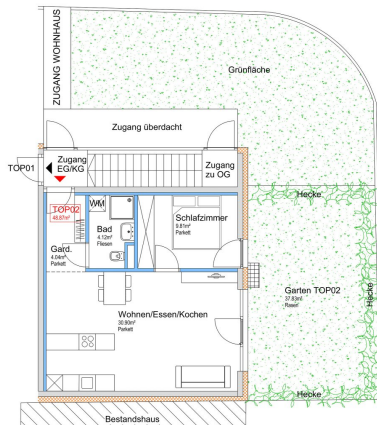 ZUGANG WOHNHAUS
Grünfläche
Zugang überdacht
TOP01
Zugang
EG/KG
Zugang
zu OG
Hecke
TOP02
48.87m²
WM
Bad
4.12m²
Fliesen
Schlafzimmer
9.81m²
Parkett
Gard.
4.04m²
Parkett
Garten TOP02
37.83m²
Rasen
Hecke
Wohnen/Essen/Kochen
30.90m²
Parkett
Hecke
Bestandshaus